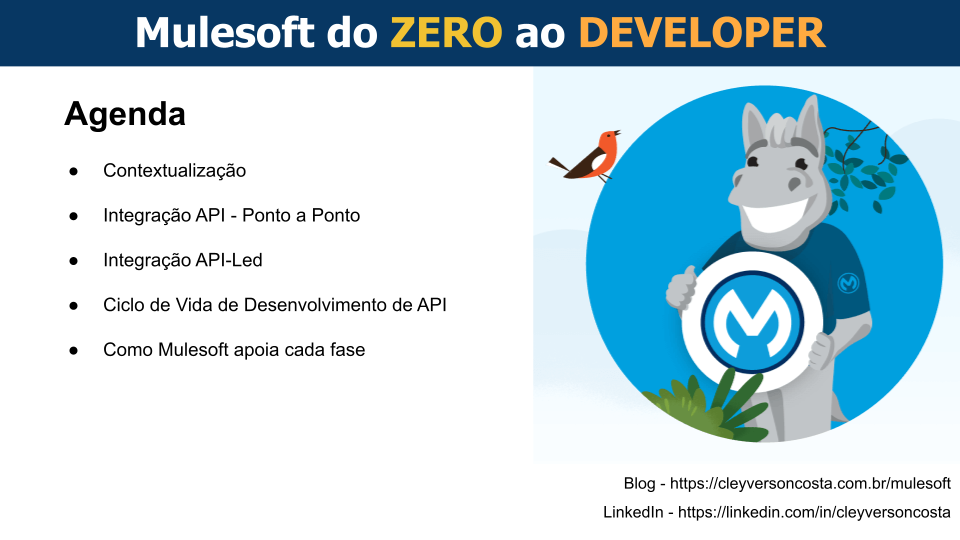 Mulesoft do ZERO ao DEVELOPER
Agenda
● Contextualização
● Integração API - Ponto a Ponto
● Integração API-Led
● Ciclo de Vida de Desenvolvimento de API
● Como Mulesoft apoia cada fase
Blog - https://cleyversoncosta.com.br/mulesoft
LinkedIn - https://linkedin.com/in/cleyversoncosta